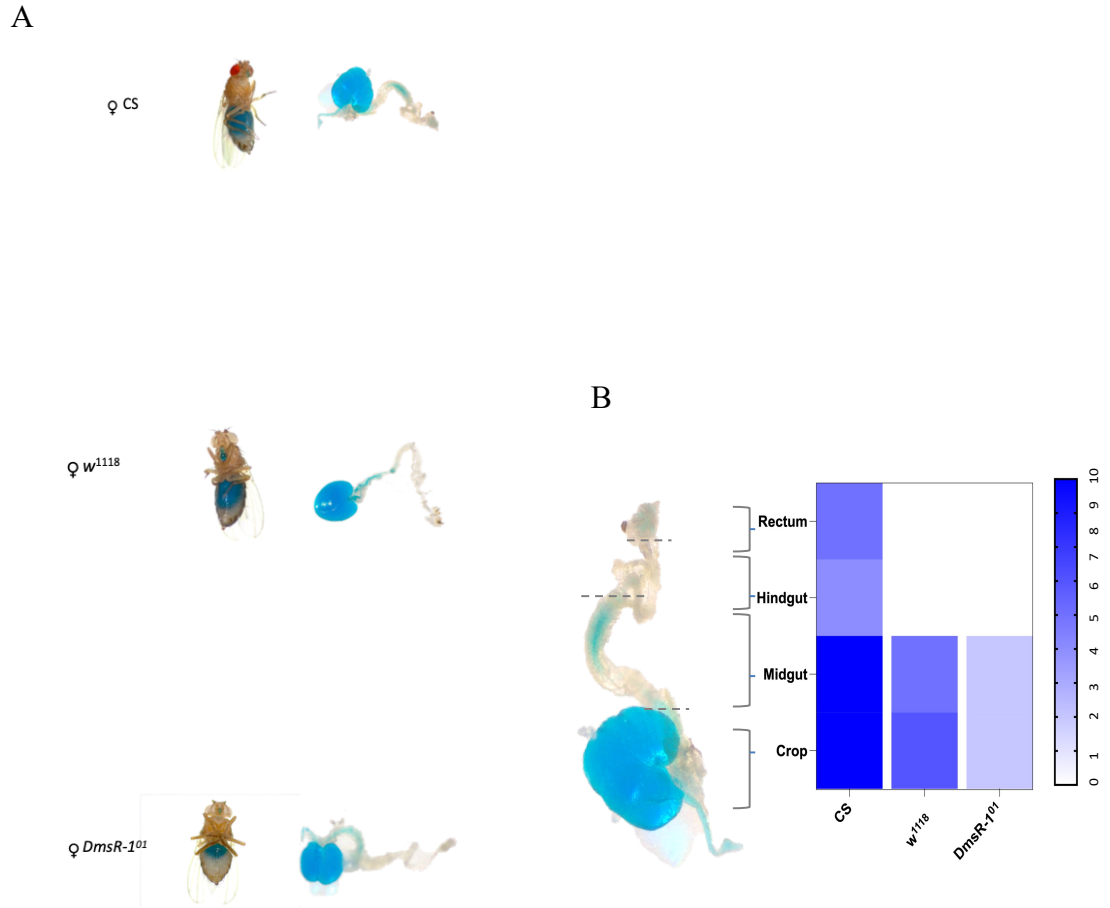 A
♀ CS
♀ w¹¹¹⁸
♀ DmsR-1⁰¹
B
Rectum
Hindgut
Midgut
Crop
CS
w¹¹¹⁸
DmsR-1⁰¹
10
9
8
7
6
5
4
3
2
1
0